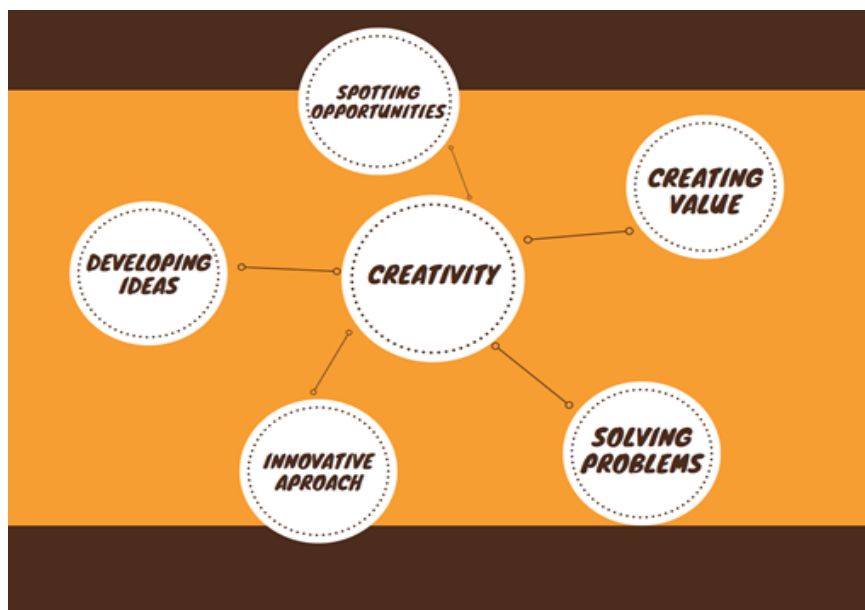 SPOTTING
OPPORTUNITIES
CREATING
VALUE
DEVELOPING
IDEAS
CREATIVITY
SOLVING
PROBLEMS
INNOVATIVE
APROACH